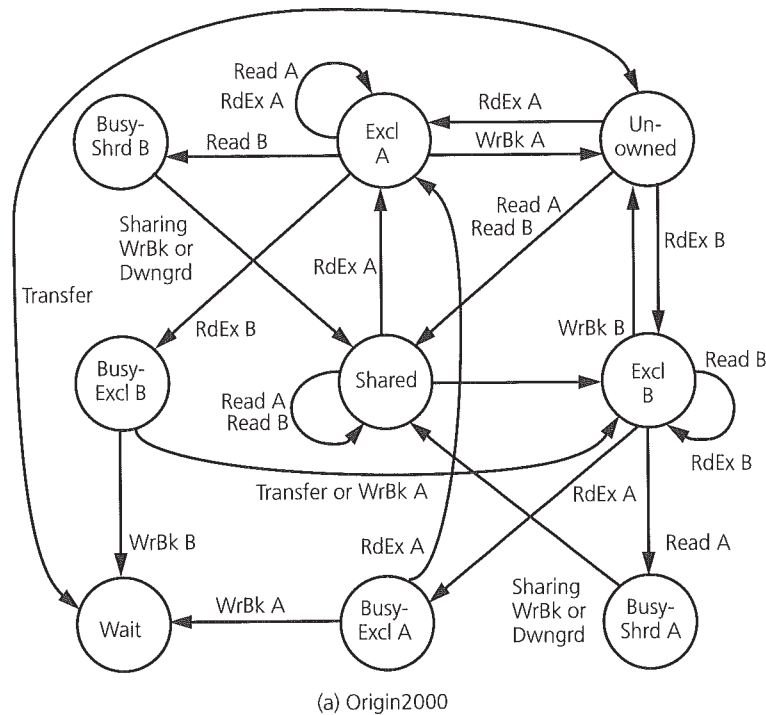 Read A
RdEx A
Busy-
Shrd B
Read B
Excl
A
RdEx A
WrBk A
Un-
owned
Sharing
WrBk or
Dwngrd
Read A
Read B
RdEx B
Transfer
RdEx A
RdEx B
WrBk B
Busy-
Excl B
Read A
Read B
Shared
Excl
B
Read B
RdEx B
Transfer or WrBk A
RdEx A
WrBk B
RdEx A
Read A
Wait
WrBk A
Busy-
Excl A
Sharing
WrBk or
Dwngrd
Busy-
Shrd A
(a) Origin2000